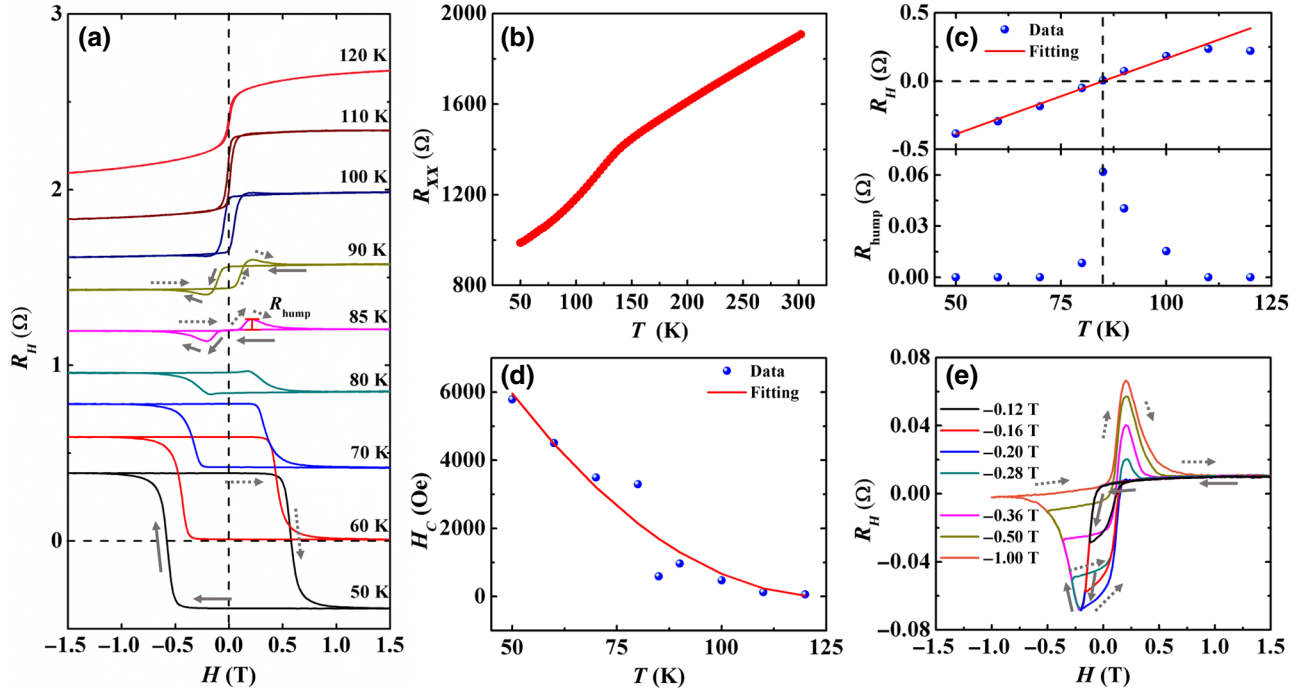 (a)
3
2
1
0
R_H (Ω)
120 K
110 K
100 K
90 K
85 K
R_hump
80 K
70 K
60 K
50 K
−1.5 −1.0 −0.5 0.0 0.5 1.0 1.5
H (T)
(b)
2000
1600
1200
800
R_XX (Ω)
50 100 150 200 250 300
T (K)
(c)
Data
Fitting
0.5
0.0
−0.5
R_H (Ω)
0.06
0.03
0.00
R_hump (Ω)
50 75 100 125
T (K)
(d)
Data
Fitting
6000
4000
2000
0
H_C (Oe)
50 75 100 125
T (K)
(e)
0.08
0.04
0.00
−0.04
−0.08
R_H (Ω)
−0.12 T
−0.16 T
−0.20 T
−0.28 T
−0.36 T
−0.50 T
−1.00 T
−1.5 −1.0 −0.5 0.0 0.5 1.0 1.5
H (T)